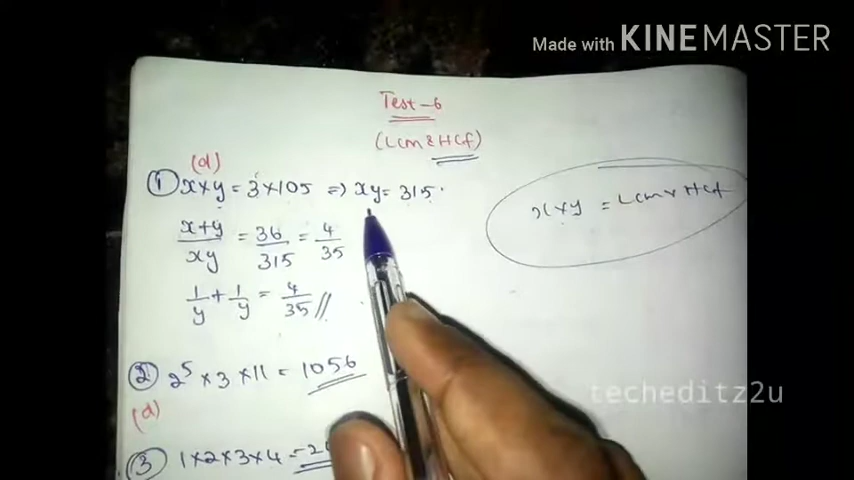 Made with KINEMASTER
Test-6
(LCM & HCf)
(d)
① x×y = 3×105 ⇒ xy = 315
x×y = LCM × HCf
x+y/xy = 36/315 = 4/35
1/y + 1/y = 4/35 //
② 2⁵ × 3 × 11 = 1056
techeditz2u
(d)
③ 1×2×3×4 =